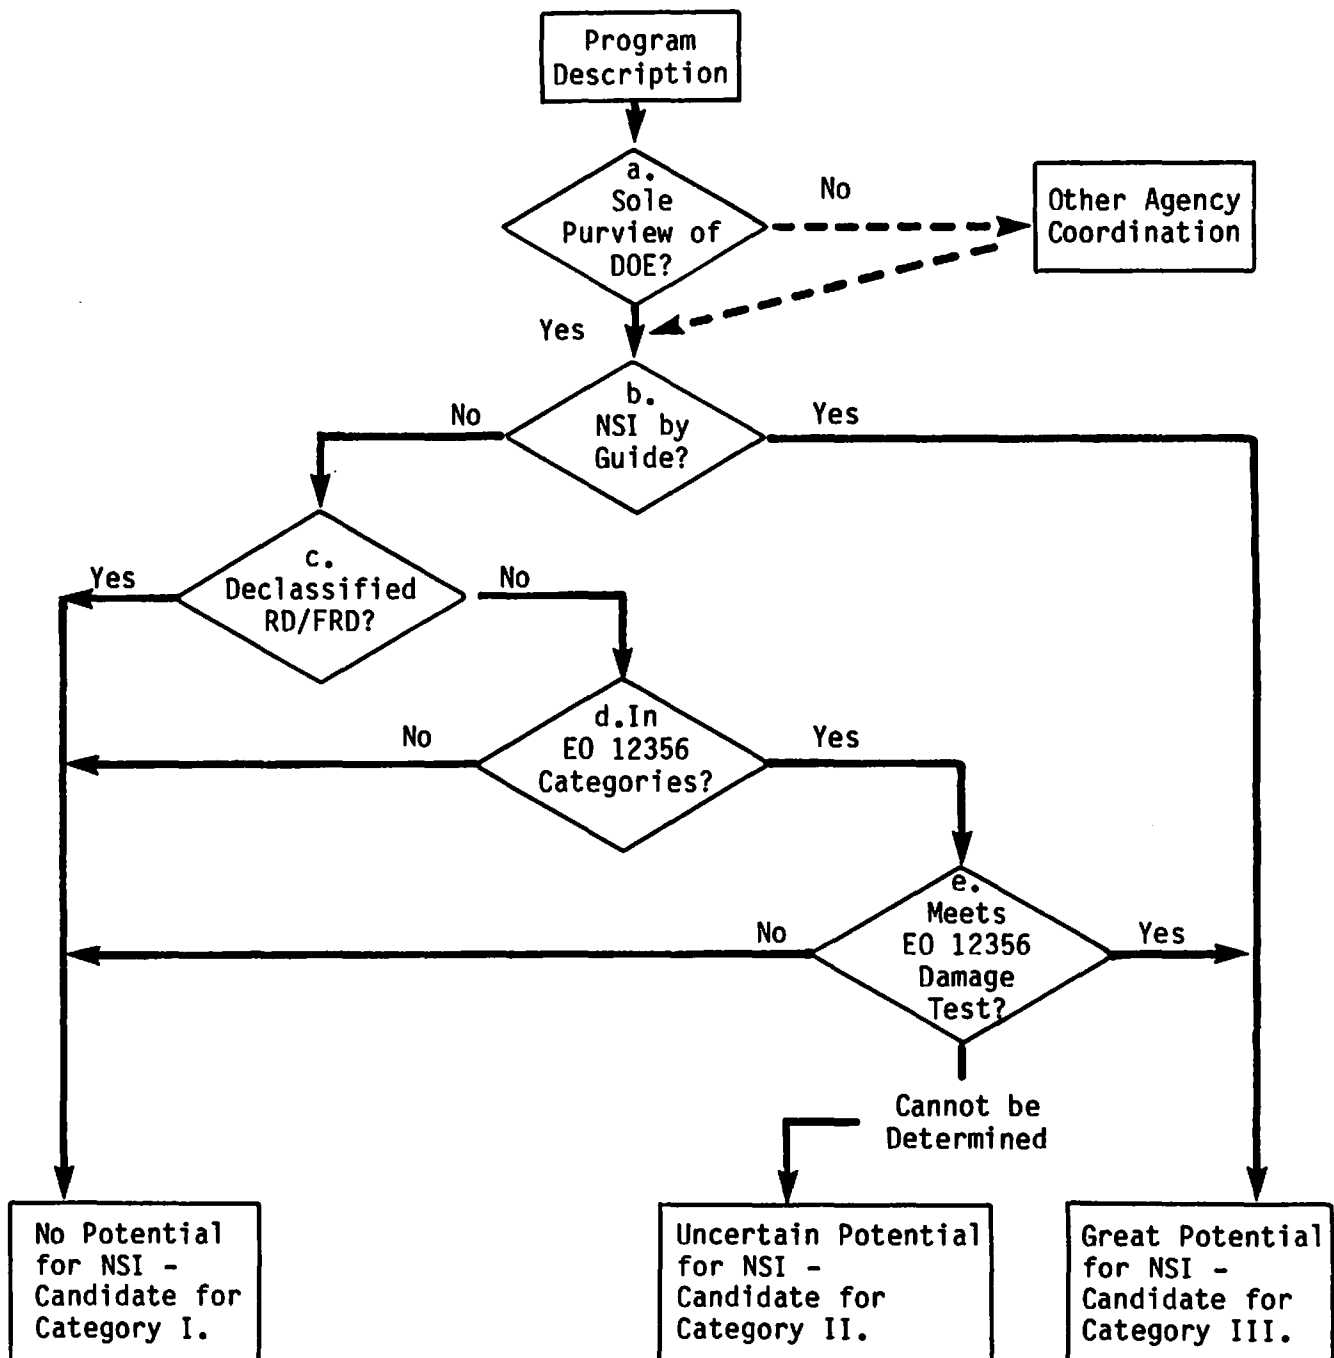 Program
Description
a.
Sole
Purview of
DOE?
No
Other Agency
Coordination
Yes
b.
NSI by
Guide?
No
Yes
c.
Declassified
RD/FRD?
Yes
No
d.In
EO 12356
Categories?
No
Yes
e.
Meets
EO 12356
Damage
Test?
No
Yes
Cannot be
Determined
No Potential
for NSI -
Candidate for
Category I.
Uncertain Potential
for NSI -
Candidate for
Category II.
Great Potential
for NSI -
Candidate for
Category III.